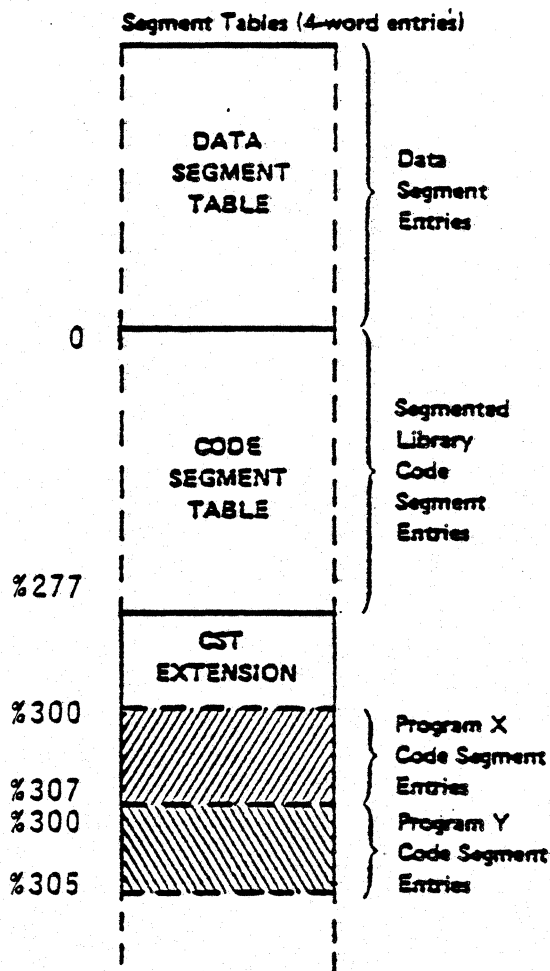 Segment Tables (4-word entries)
DATA
SEGMENT
TABLE
Data
Segment
Entries
0
CODE
SEGMENT
TABLE
Segmented
Library
Code
Segment
Entries
%277
CST
EXTENSION
%300
%307
Program X
Code Segment
Entries
%300
%305
Program Y
Code Segment
Entries